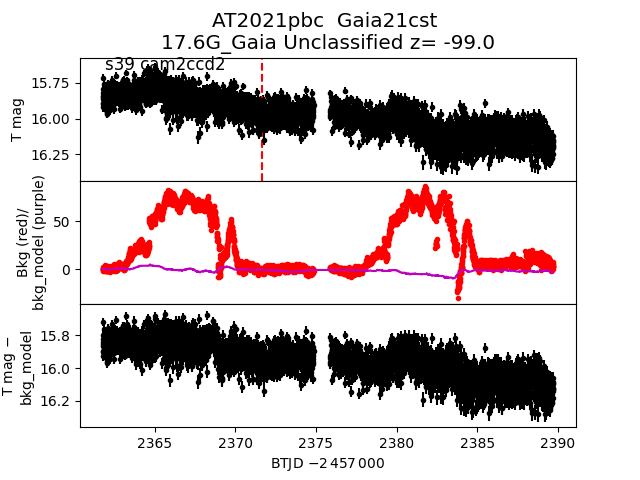 AT2021pbc  Gaia21cst
17.6G_Gaia Unclassified z= -99.0
s39 cam2ccd2
T mag
15.75
16.00
16.25
Bkg (red)/
bkg_model (purple)
50
0
T mag −
bkg_model
15.8
16.0
16.2
2365
2370
2375
2380
2385
2390
BTJD −2 457 000